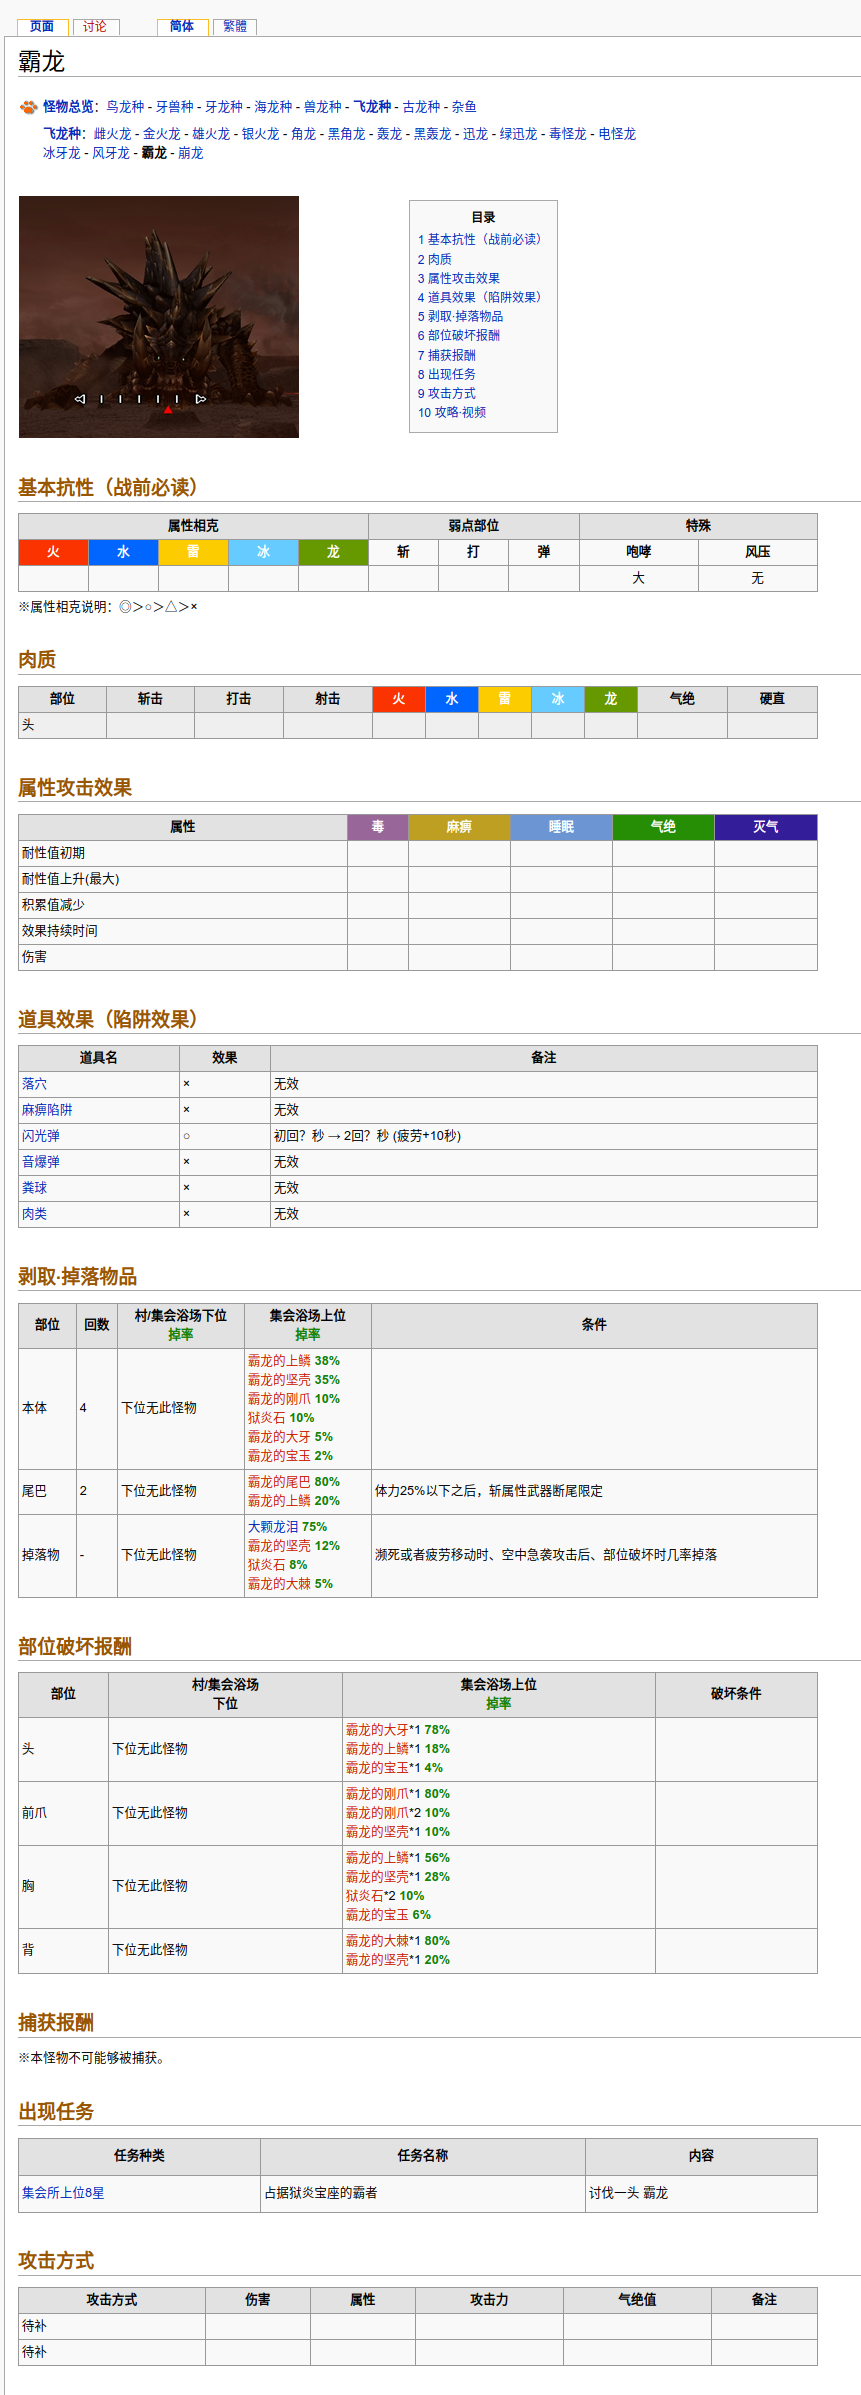 页面 讨论 简体 繁體
霸龙
怪物总览：鸟龙种 - 牙兽种 - 牙龙种 - 海龙种 - 兽龙种 - 飞龙种 - 古龙种 - 杂鱼
飞龙种：雌火龙 - 金火龙 - 雄火龙 - 银火龙 - 角龙 - 黑角龙 - 轰龙 - 黑轰龙 - 迅龙 - 绿迅龙 - 毒怪龙 - 电怪龙
冰牙龙 - 风牙龙 - 霸龙 - 崩龙
目录
1 基本抗性（战前必读）
2 肉质
3 属性攻击效果
4 道具效果（陷阱效果）
5 剥取·掉落物品
6 部位破坏报酬
7 捕获报酬
8 出现任务
9 攻击方式
10 攻略·视频
基本抗性（战前必读）
属性相克 弱点部位 特殊
火 水 雷 冰 龙 斩 打 弹 咆哮 风压
大 无
※属性相克说明：◎＞○＞△＞×
肉质
部位 斩击 打击 射击 火 水 雷 冰 龙 气绝 硬直
头
属性攻击效果
属性 毒 麻痹 睡眠 气绝 灭气
耐性值初期
耐性值上升(最大)
积累值减少
效果持续时间
伤害
道具效果（陷阱效果）
道具名 效果 备注
落穴 × 无效
麻痹陷阱 × 无效
闪光弹 ○ 初回？秒 → 2回？秒 (疲劳+10秒)
音爆弹 × 无效
粪球 × 无效
肉类 × 无效
剥取·掉落物品
部位 回数 村/集会浴场下位 集会浴场上位 条件
掉率 掉率
霸龙的上鳞 38%
霸龙的坚壳 35%
霸龙的刚爪 10%
本体 4 下位无此怪物
狱炎石 10%
霸龙的大牙 5%
霸龙的宝玉 2%
霸龙的尾巴 80%
尾巴 2 下位无此怪物 体力25%以下之后，斩属性武器断尾限定
霸龙的上鳞 20%
大颗龙泪 75%
霸龙的坚壳 12%
掉落物 - 下位无此怪物 濒死或者疲劳移动时、空中急袭攻击后、部位破坏时几率掉落
狱炎石 8%
霸龙的大棘 5%
部位破坏报酬
部位 村/集会浴场 集会浴场上位 破坏条件
下位 掉率
霸龙的大牙*1 78%
头 下位无此怪物 霸龙的上鳞*1 18%
霸龙的宝玉*1 4%
霸龙的刚爪*1 80%
前爪 下位无此怪物 霸龙的刚爪*2 10%
霸龙的坚壳*1 10%
霸龙的上鳞*1 56%
霸龙的坚壳*1 28%
胸 下位无此怪物
狱炎石*2 10%
霸龙的宝玉 6%
霸龙的大棘*1 80%
背 下位无此怪物
霸龙的坚壳*1 20%
捕获报酬
※本怪物不可能够被捕获。
出现任务
任务种类 任务名称 内容
集会所上位8星 占据狱炎宝座的霸者 讨伐一头 霸龙
攻击方式
攻击方式 伤害 属性 攻击力 气绝值 备注
待补
待补